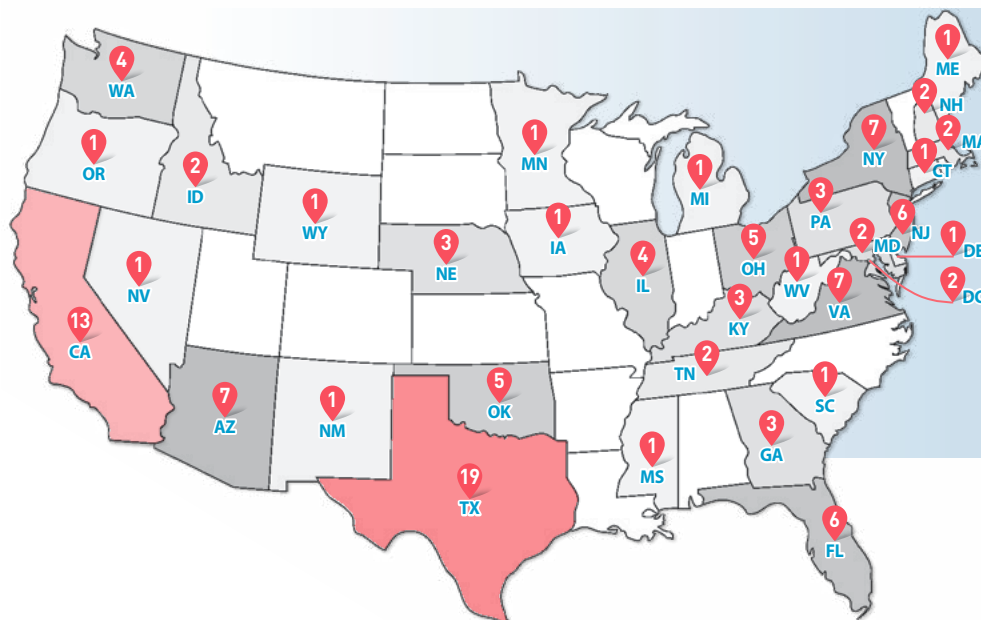 1
ME
4
WA
2
NH
7
NY
2
MA
1
OR
1
MN
1
CT
2
ID
1
MI
3
PA
1
WY
1
IA
6
NJ
3
NE
5
OH
2
MD
1
DE
4
IL
1
WV
1
NV
7
VA
2
DC
3
KY
13
CA
2
TN
7
AZ
1
NM
5
OK
1
SC
3
GA
1
MS
19
TX
6
FL